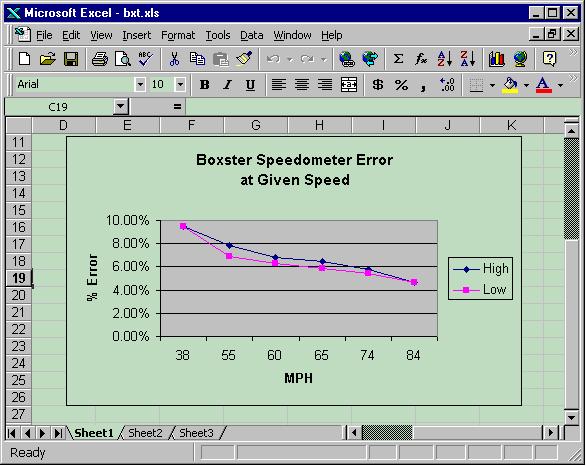 Microsoft Excel - bxt.xls
File Edit View Insert Format Tools Data Window Help
Arial 10 B I U $ % , A
C19 =
D E F G H I J K
11
12
13
14
15
16
17
18
19
20
21
22
23
24
25
26
27
Boxster Speedometer Error
at Given Speed
10.00%
8.00%
6.00%
4.00%
2.00%
0.00%
% Error
38 55 60 65 74 84
MPH
High
Low
Sheet1 Sheet2 Sheet3
Ready